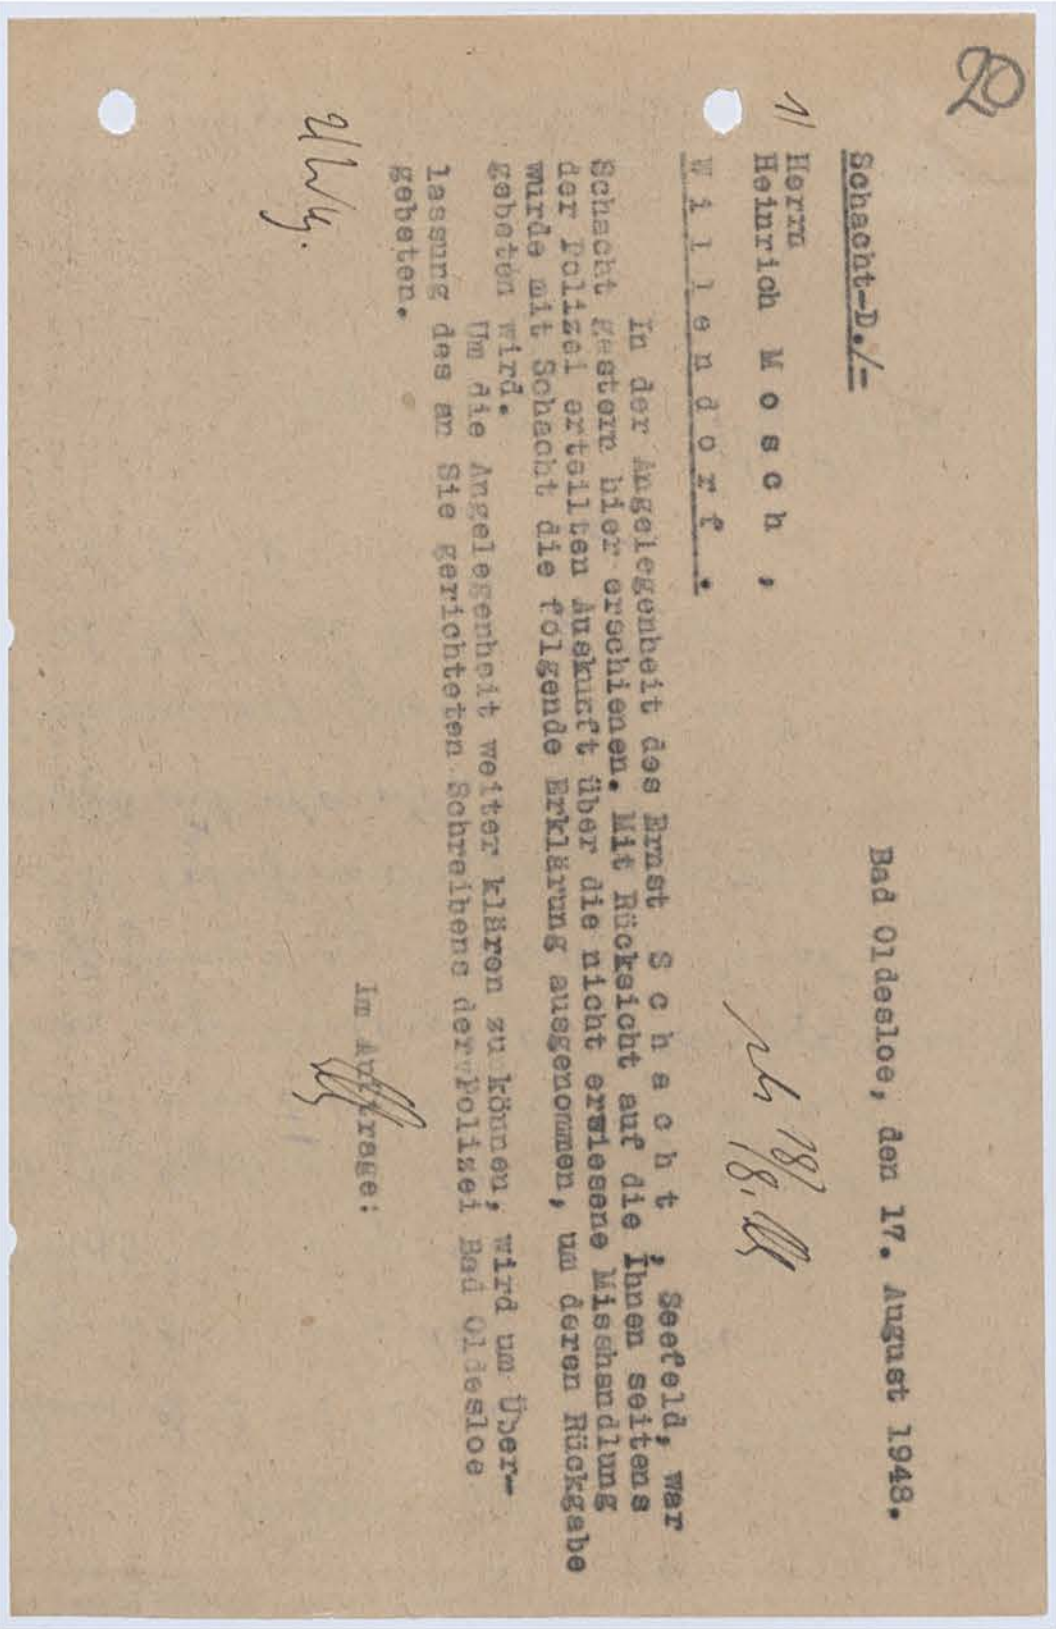 20
Schacht-D./=
Bad Oldesloe, den 17. August 1948.
1/
Herrn
Heinrich M o s c h ,
W i l l e n d o r f .
18/8.
In der Angelegenheit des Ernst S c h a c h t , Seefeld, war
Schacht gestern hier erschienen. Mit Rücksicht auf die Ihnen seitens
der Polizei erteilten Auskunft über die nicht erwiesene Misshandlung
wurde mit Schacht die folgende Erklärung ausgenommen, um deren Rückgabe
gebeten wird.
Um die Angelegenheit weiter klären zu können, wird um Über-
lassung des an Sie gerichteten Schreibens der Polizei Bad Oldesloe
gebeten.
Im Auftrage:
2/ Wv.